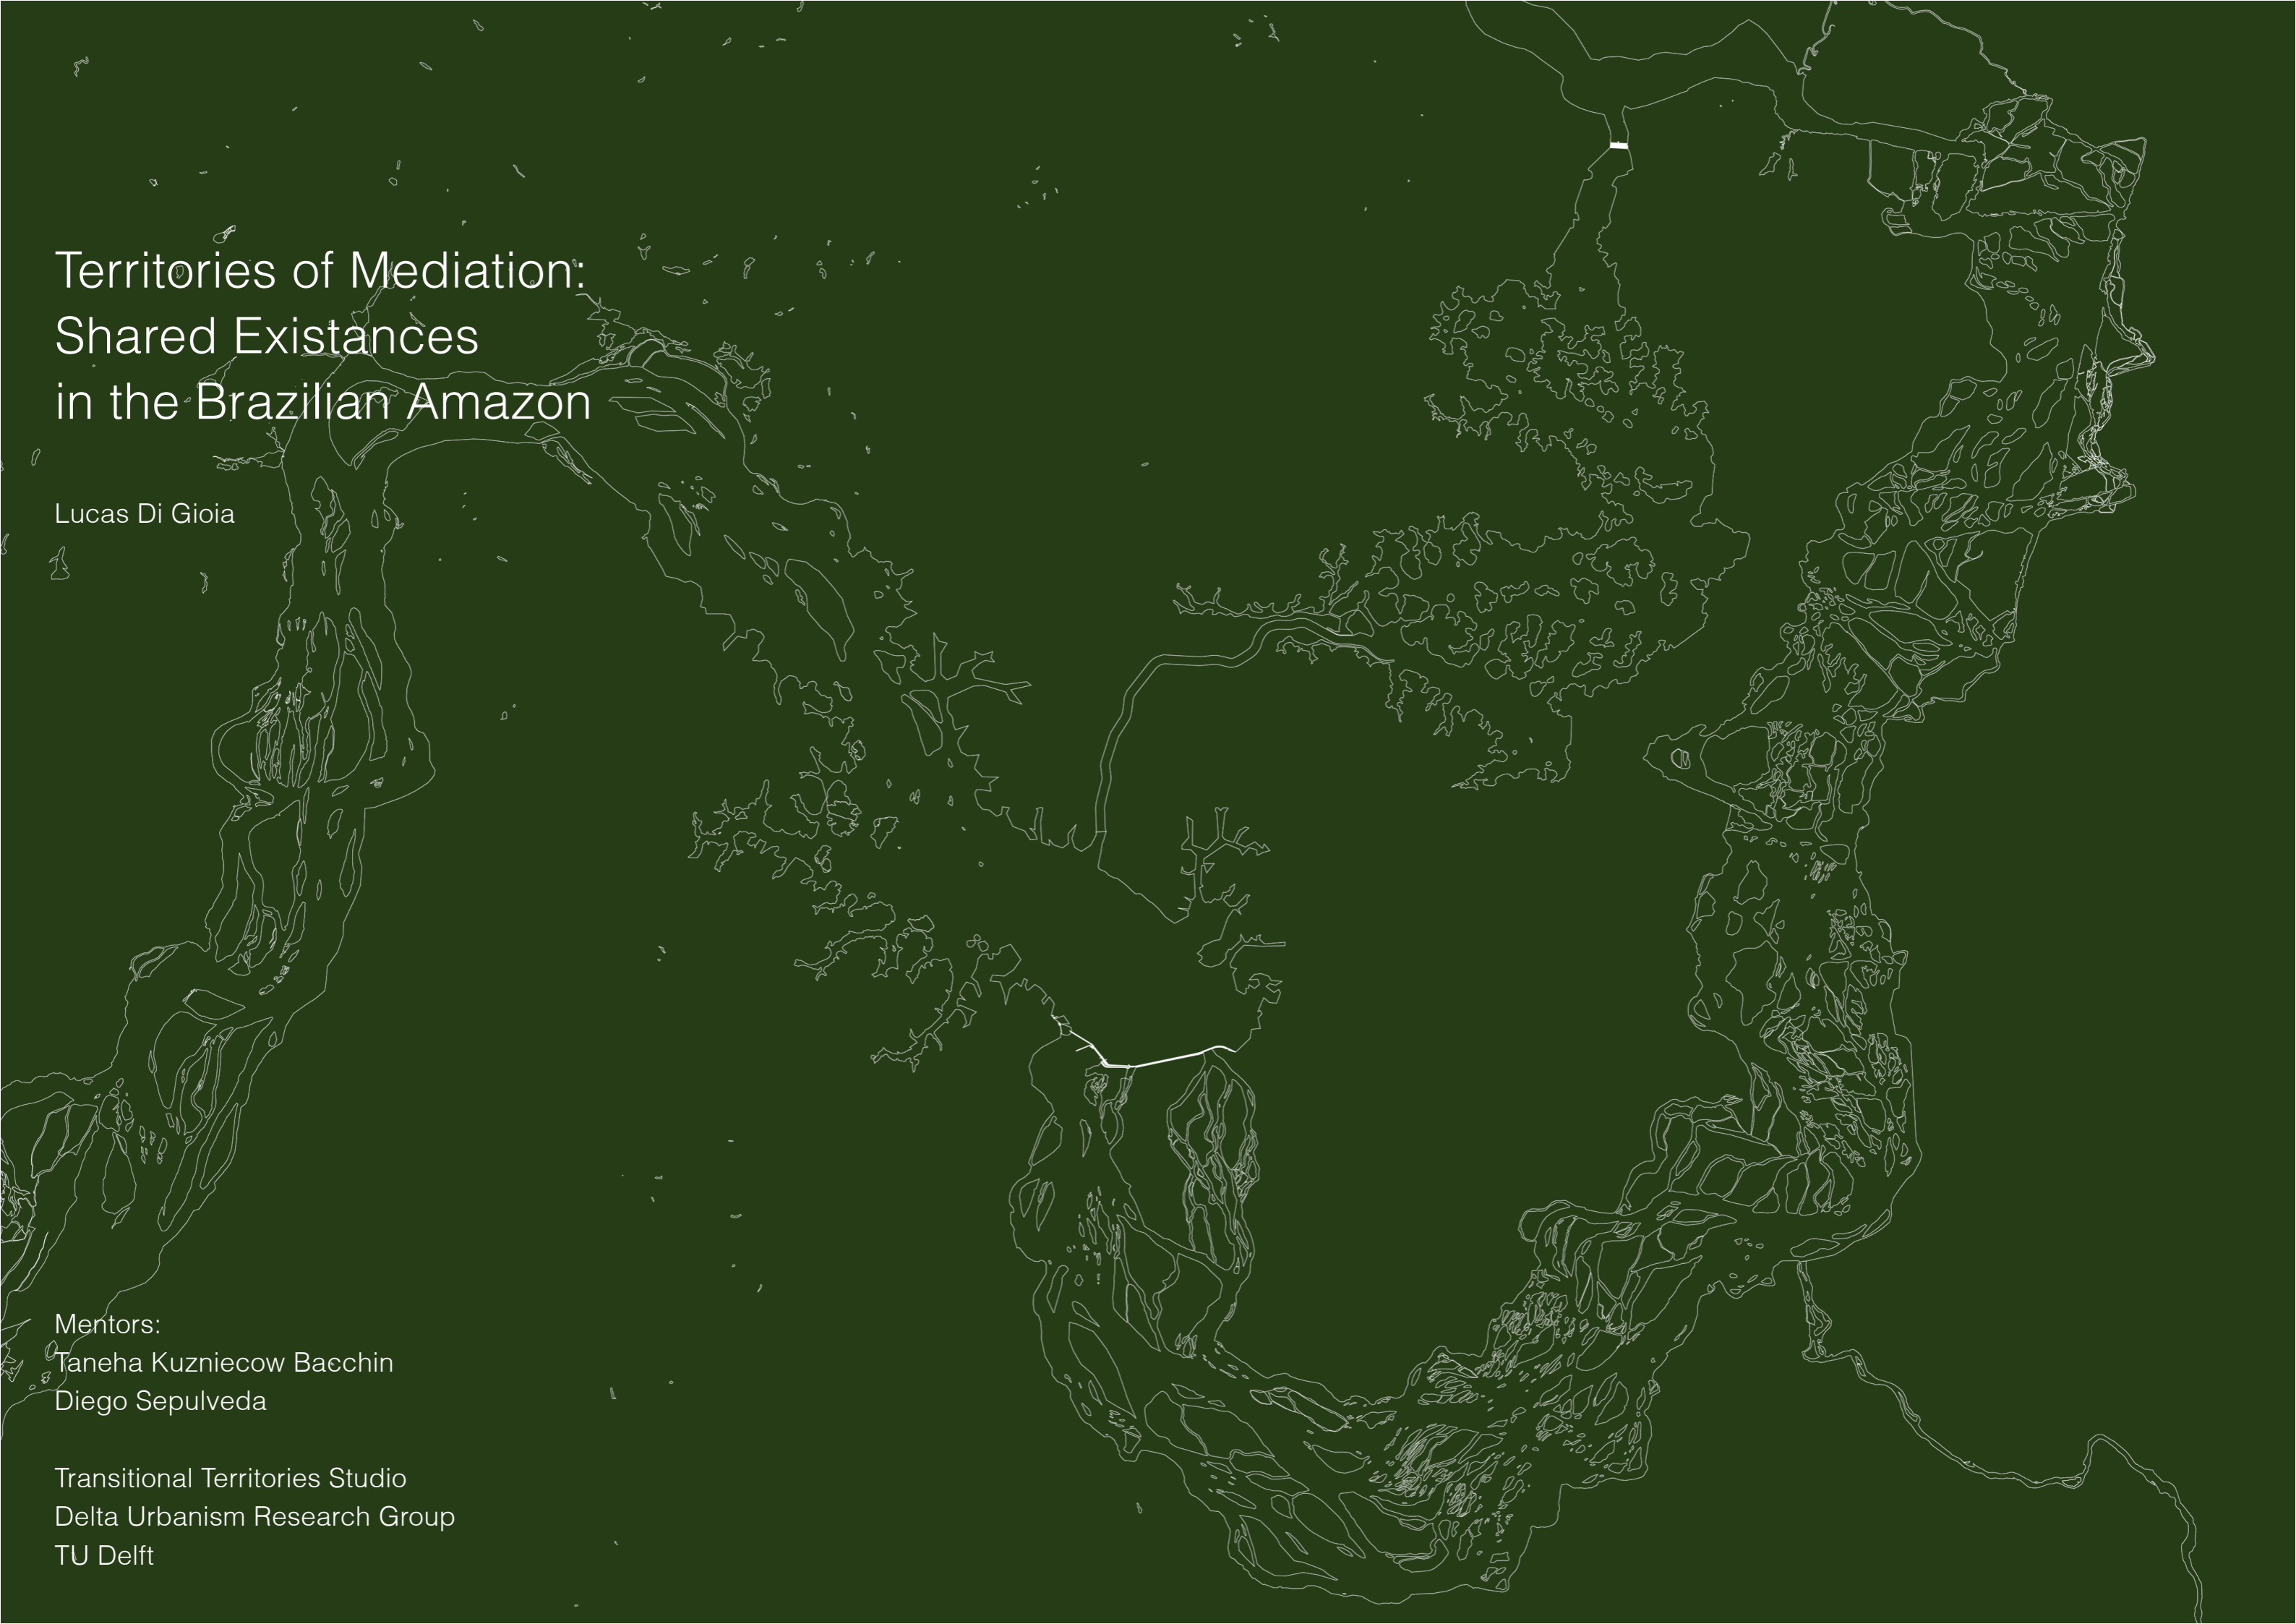 Territories of Mediation:
Shared Existances
in the Brazilian Amazon
Lucas Di Gioia
Mentors:
Taneha Kuzniecow Bacchin
Diego Sepulveda
Transitional Territories Studio
Delta Urbanism Research Group
TU Delft